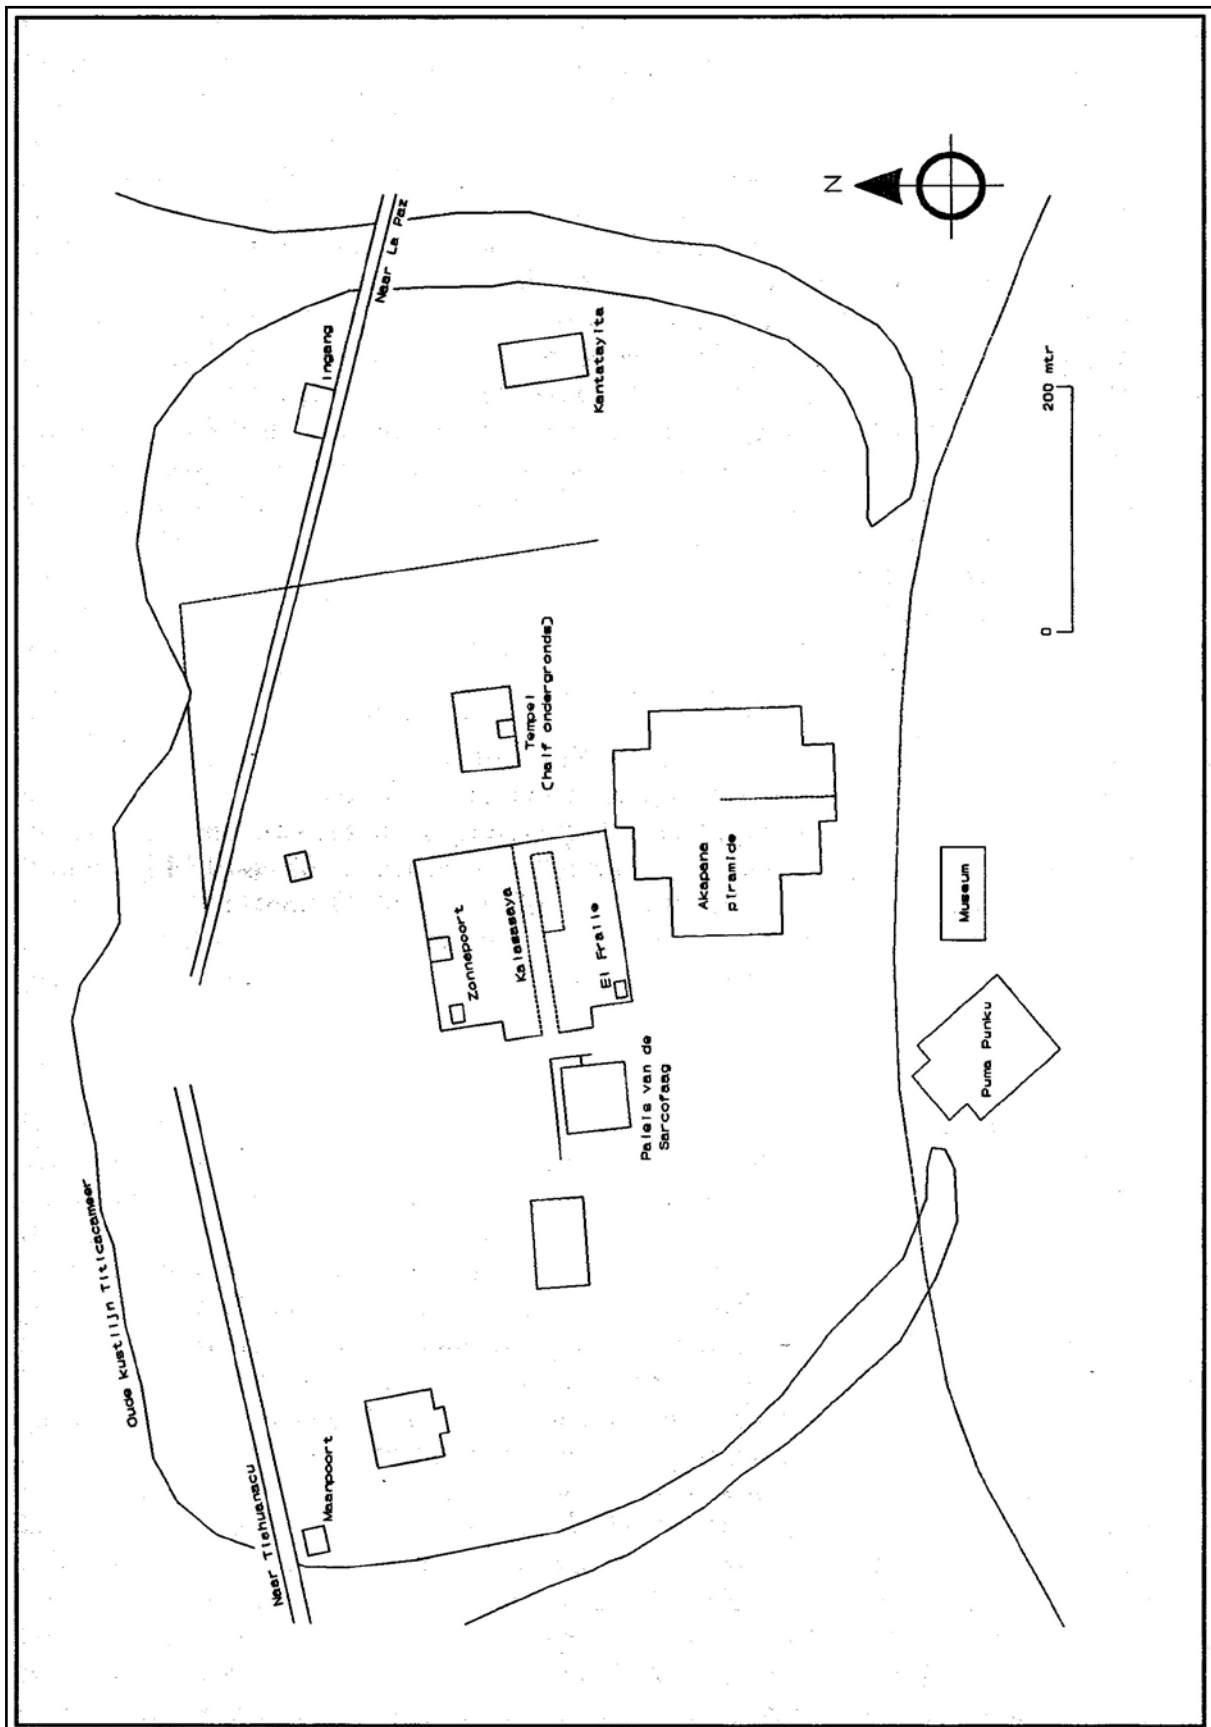 Oude kustlijn Titicacameer
Naar Tiahuanacu
Maanpoort
Naar La Paz
Ingang
Zonnepoort
Kalasasaya
El Fraile
Tempel
(half ondergronds)
Kantatayita
Paleis van de
Sarcofaag
Akapana
piramide
Museum
Puma Punku
N
0
200 mtr